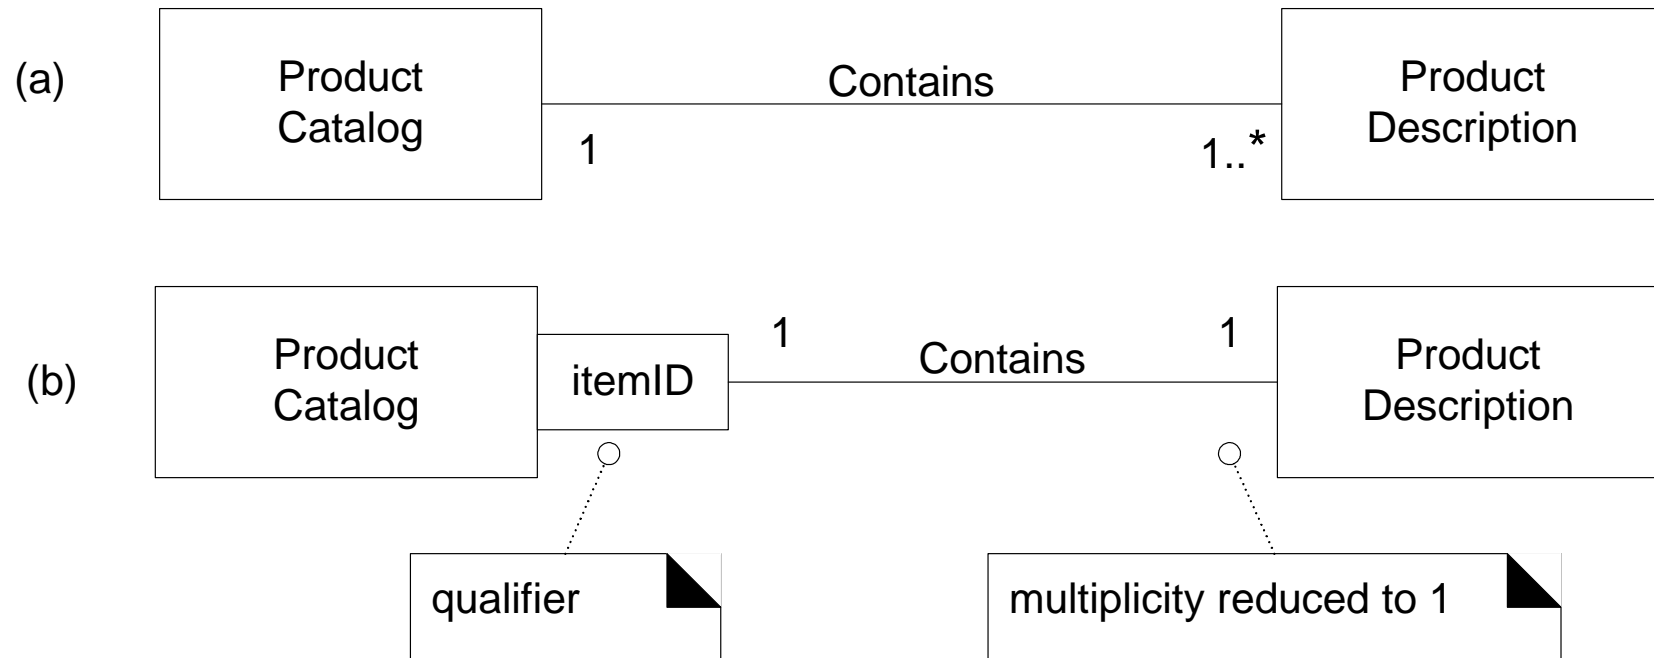 (a)
Product
Catalog
Contains
1
1..*
Product
Description
(b)
Product
Catalog
itemID
1
Contains
1
Product
Description
qualifier
multiplicity reduced to 1